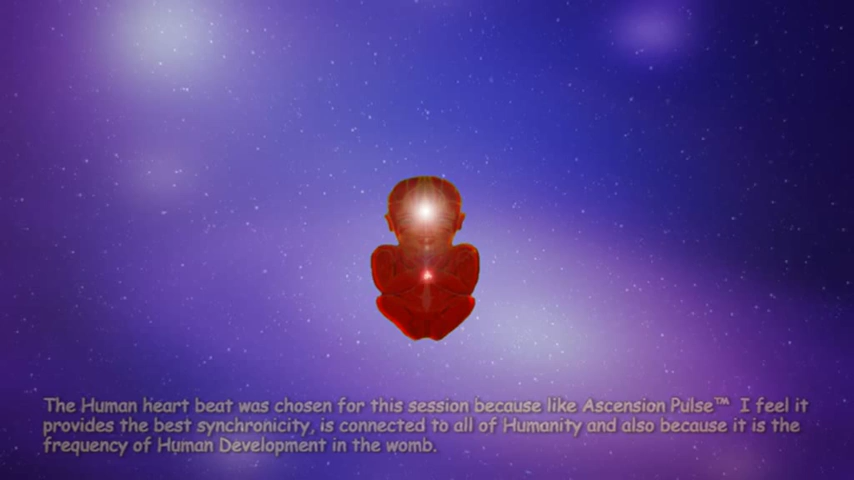 The Human heart beat was chosen for this session because like Ascension Pulse™ I feel it
provides the best synchronicity, is connected to all of Humanity and also because it is the
frequency of Human Development in the womb.